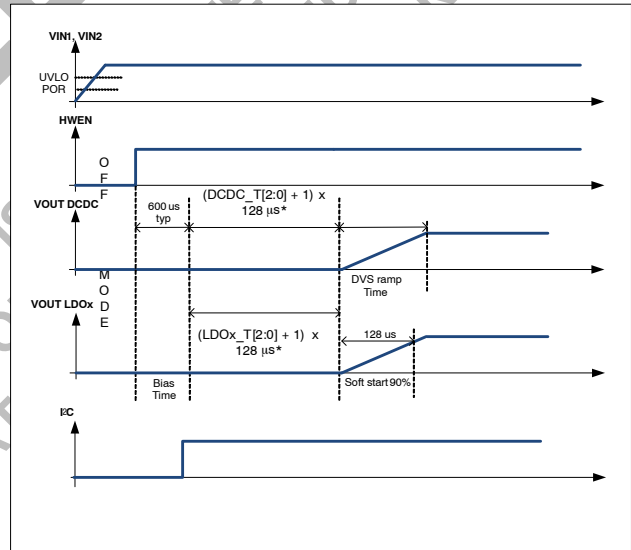 VIN1, VIN2
UVLO
POR
HWEN
O
F
F
VOUT DCDC
600 us
typ
(DCDC_T[2:0] + 1) x
128 µs*
DVS ramp
Time
M
O
D
E
VOUT LDOx
(LDOx_T[2:0] + 1) x
128 µs*
128 us
Bias
Time
Soft start 90%
I2C